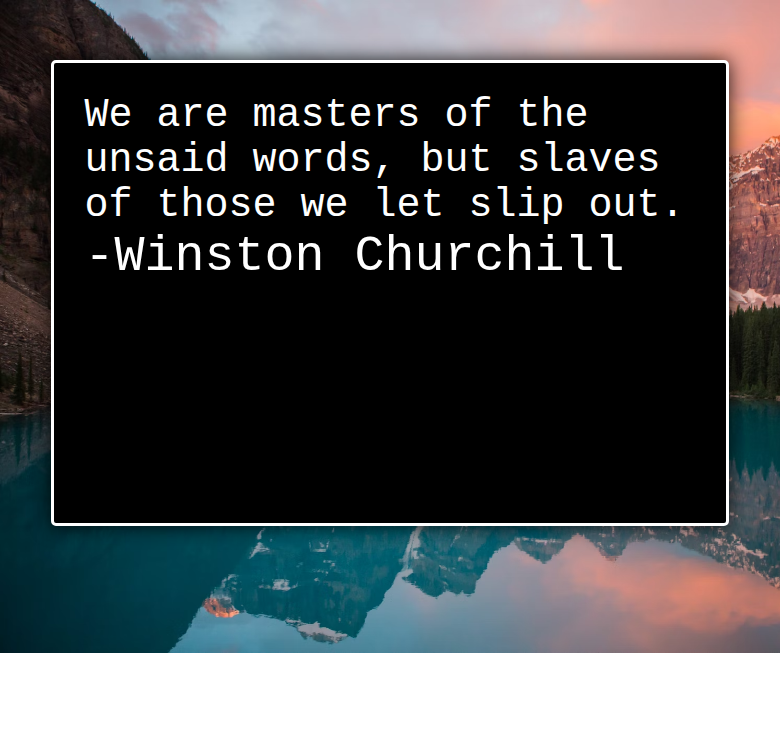 We are masters of the
unsaid words, but slaves
of those we let slip out.
-Winston Churchill